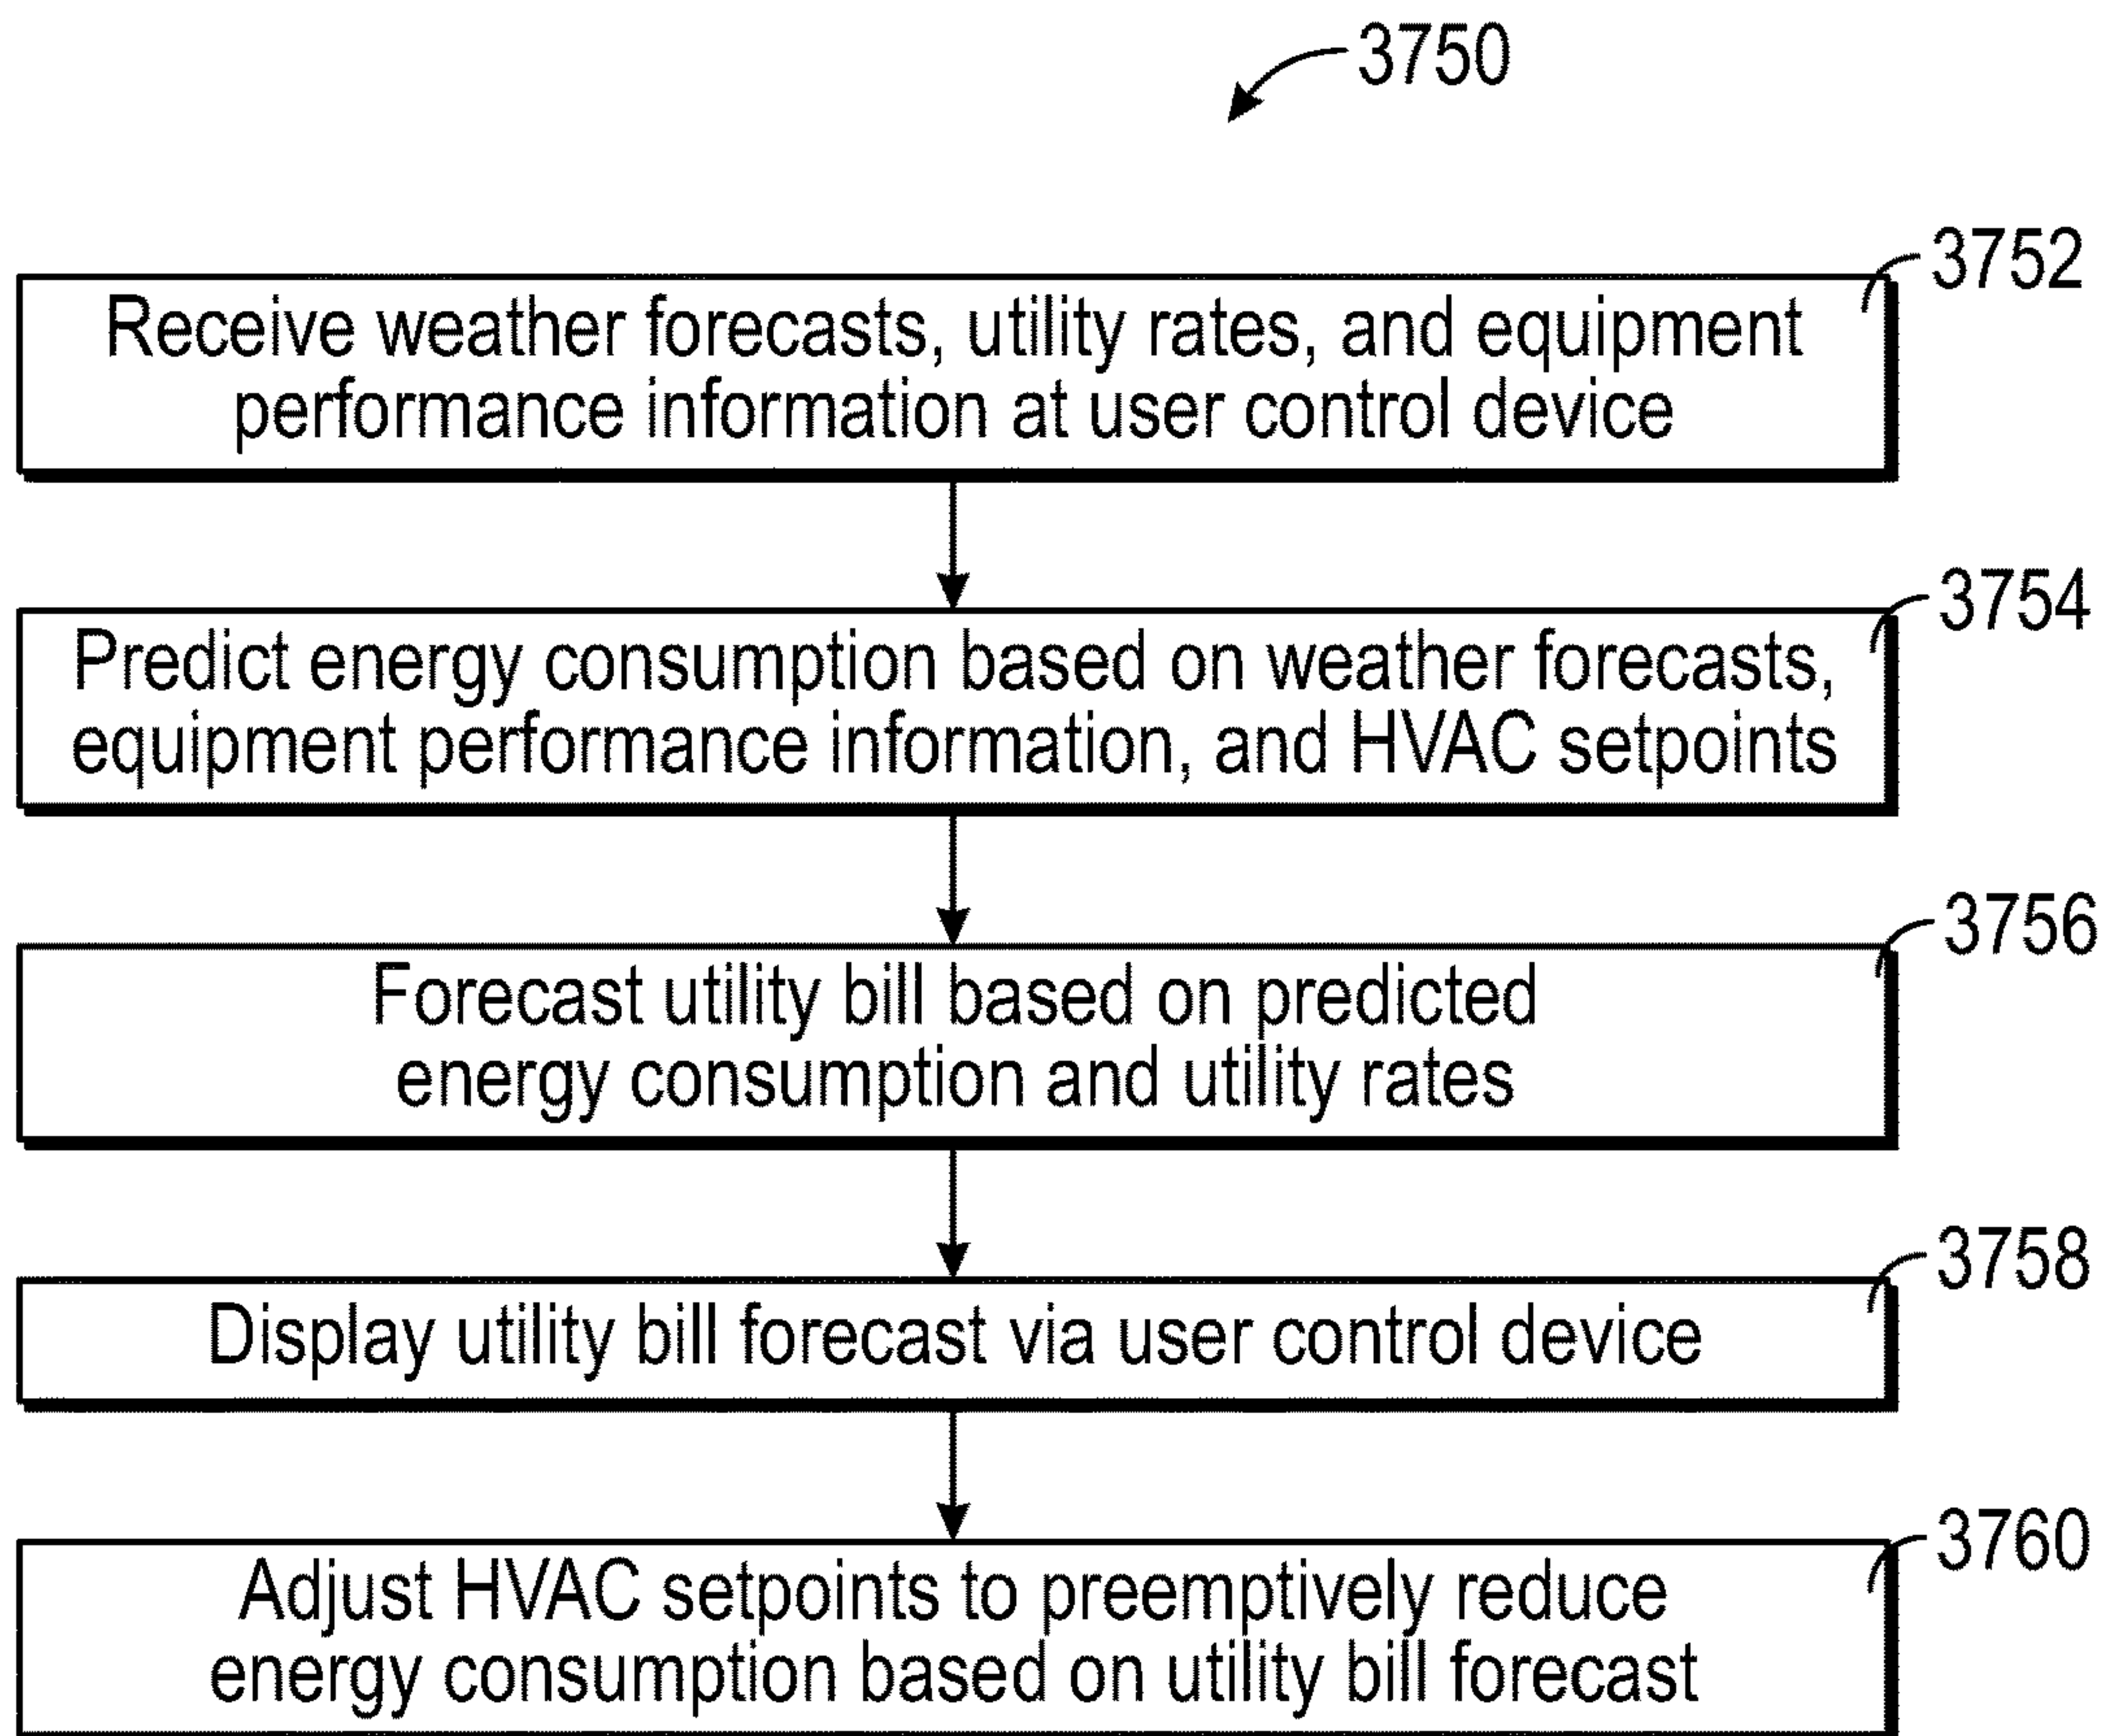 3750
3752
Receive weather forecasts, utility rates, and equipment
performance information at user control device
3754
Predict energy consumption based on weather forecasts,
equipment performance information, and HVAC setpoints
3756
Forecast utility bill based on predicted
energy consumption and utility rates
3758
Display utility bill forecast via user control device
3760
Adjust HVAC setpoints to preemptively reduce
energy consumption based on utility bill forecast